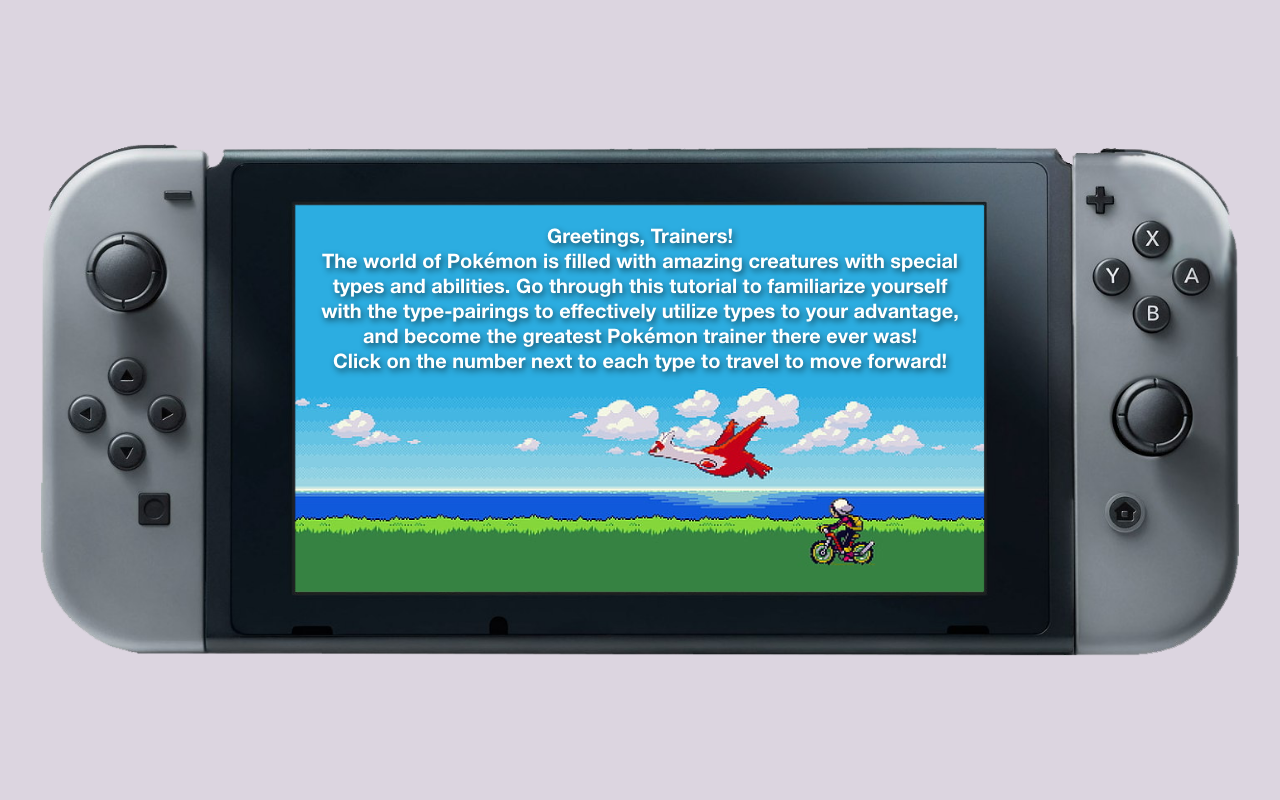 Greetings, Trainers!
The world of Pokémon is filled with amazing creatures with special
types and abilities. Go through this tutorial to familiarize yourself
with the type-pairings to effectively utilize types to your advantage,
and become the greatest Pokémon trainer there ever was!
Click on the number next to each type to travel to move forward!
X
Y A
B